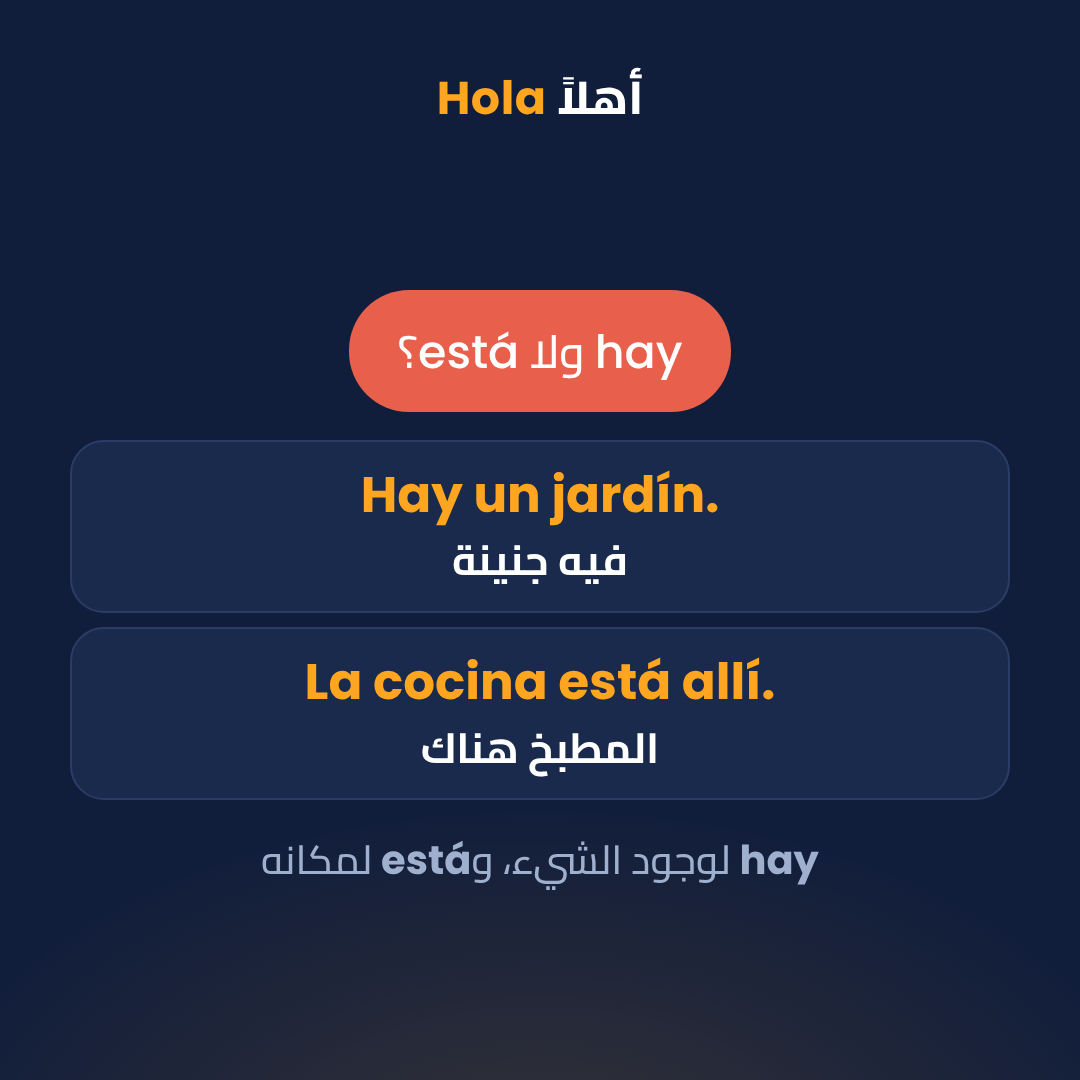 Hola أهلاً
hay ولا está؟
Hay un jardín.
فيه جنينة
La cocina está allí.
المطبخ هناك
hay لوجود الشيء، وestá لمكانه